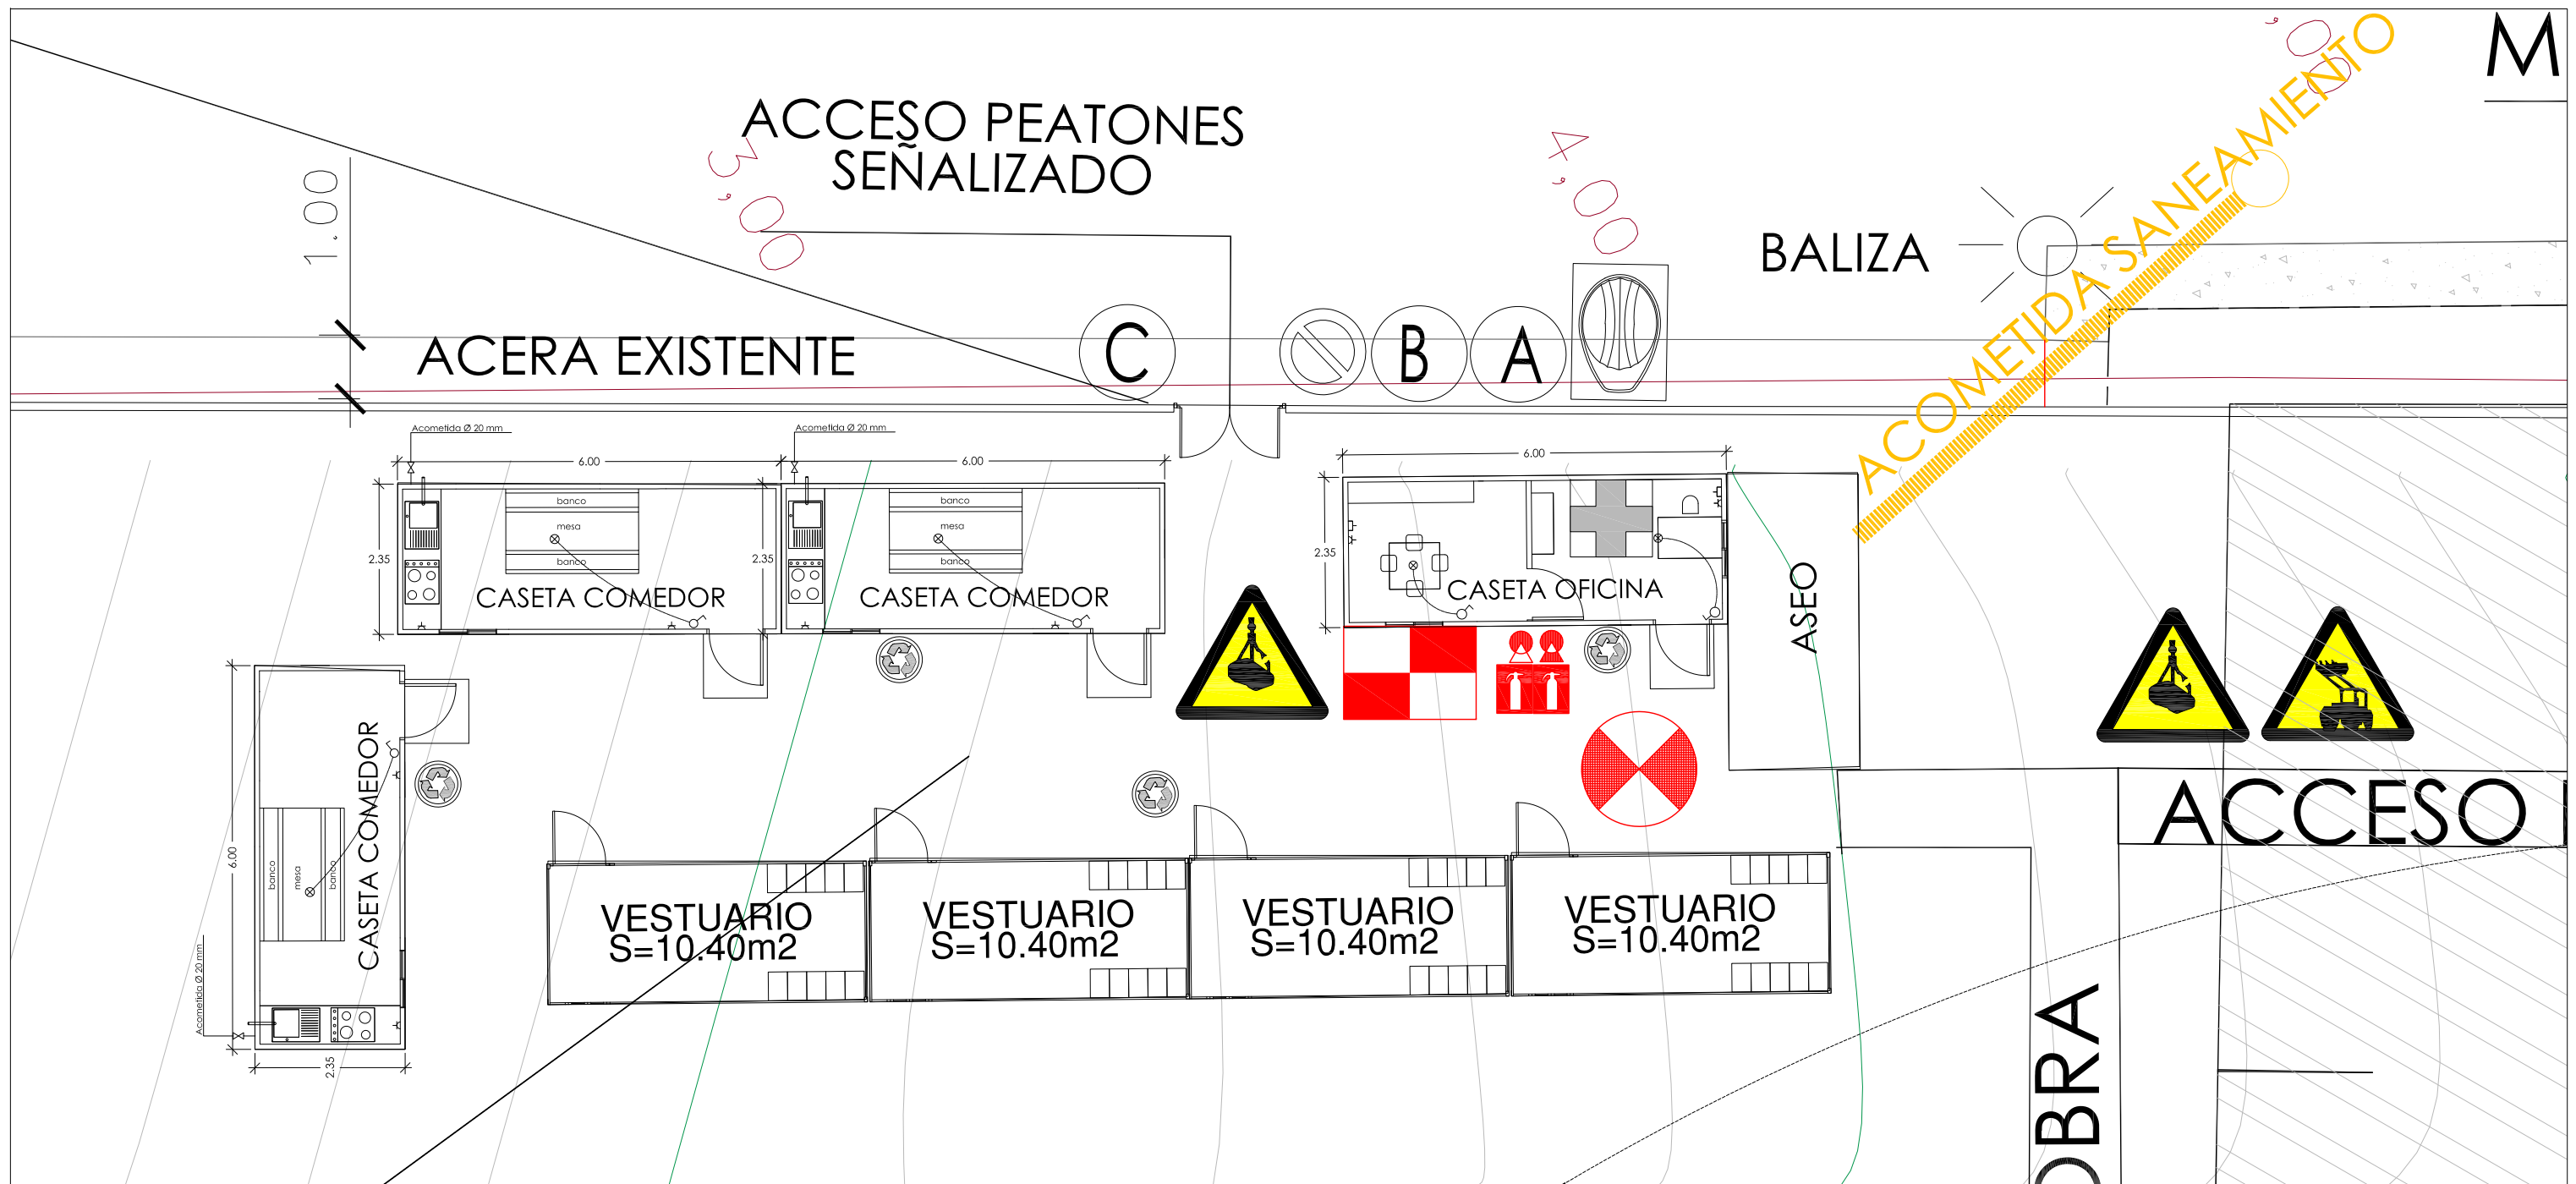 M
ACCESO PEATONES
SEÑALIZADO
3,00
4,00
,00
1.00
BALIZA
ACOMETIDA SANEAMIENTO
ACERA EXISTENTE
C
B
A
Acometida Ø 20 mm
Acometida Ø 20 mm
6.00
6.00
6.00
2.35
banco
mesa
banco
CASETA COMEDOR
2.35
banco
mesa
banco
CASETA COMEDOR
2.35
CASETA OFICINA
ASEO
6.00
banco
mesa
banco
CASETA COMEDOR
Acometida Ø 20 mm
2.35
VESTUARIO
S=10.40m2
VESTUARIO
S=10.40m2
VESTUARIO
S=10.40m2
VESTUARIO
S=10.40m2
ACCESO
OBRA